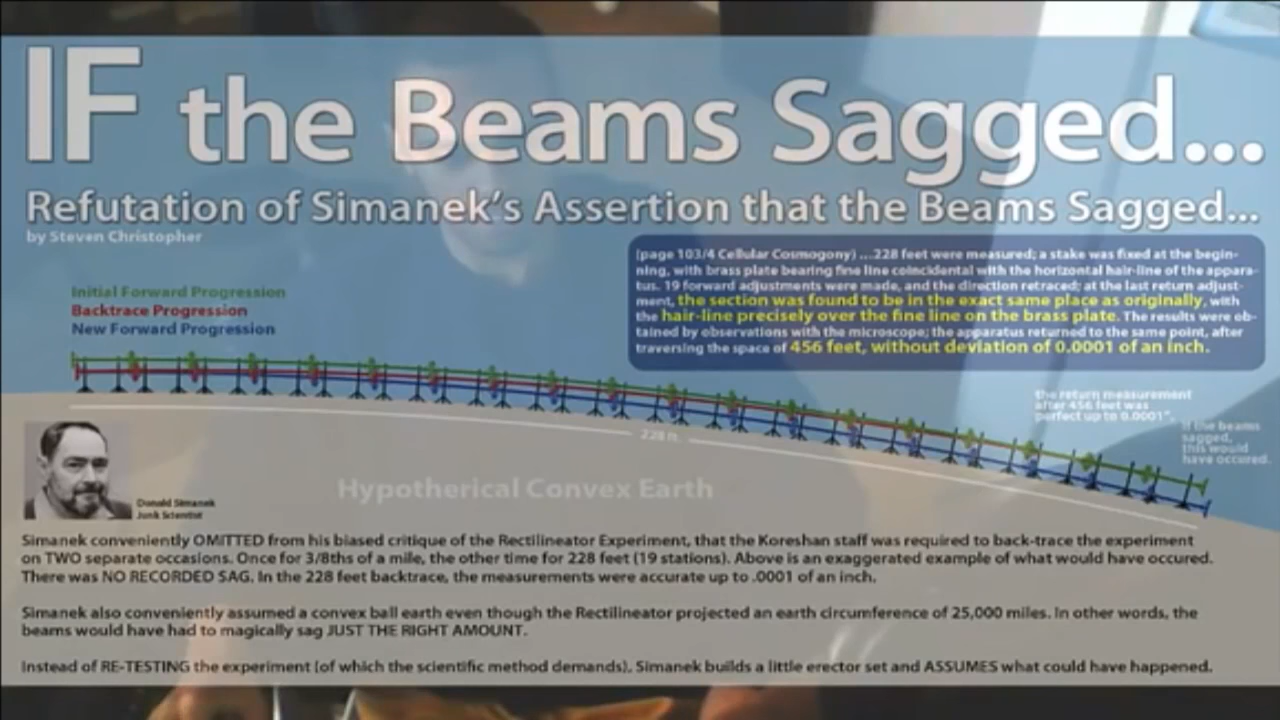 IF the Beams Sagged...
Refutation of Simanek's Assertion that the Beams Sagged...
by Steven Christopher
(page 103/4 Cellular Cosmogony) ...228 feet were measured; a stake was fixed at the begin-
ning, with brass plate bearing fine line coincidental with the horizontal hair-line of the appara-
tus. 19 forward adjustments were made, and the direction retraced; at the last return adjust-
ment, the section was found to be in the exact same place as originally, with
the hair-line precisely over the fine line on the brass plate. The results were ob-
tained by observations with the microscope; the apparatus returned to the same point, after
traversing the space of 456 feet, without deviation of 0.0001 of an inch.
Initial Forward Progression
Backtrace Progression
New Forward Progression
the return measurement
after 456 feet was
perfect up to 0.0001".
If the beams
sagged,
this would
have occured.
228 ft.
Hypotherical Convex Earth
Donald Simanek
Junk Scientist
Simanek conveniently OMITTED from his biased critique of the Rectilineator Experiment, that the Koreshan staff was required to back-trace the experiment
on TWO separate occasions. Once for 3/8ths of a mile, the other time for 228 feet (19 stations). Above is an exaggerated example of what would have occured.
There was NO RECORDED SAG. In the 228 feet backtrace, the measurements were accurate up to .0001 of an inch.
Simanek also conveniently assumed a convex ball earth even though the Rectilineator projected an earth circumference of 25,000 miles. In other words, the
beams would have had to magically sag JUST THE RIGHT AMOUNT.
Instead of RE-TESTING the experiment (of which the scientific method demands), Simanek builds a little erector set and ASSUMES what could have happened.